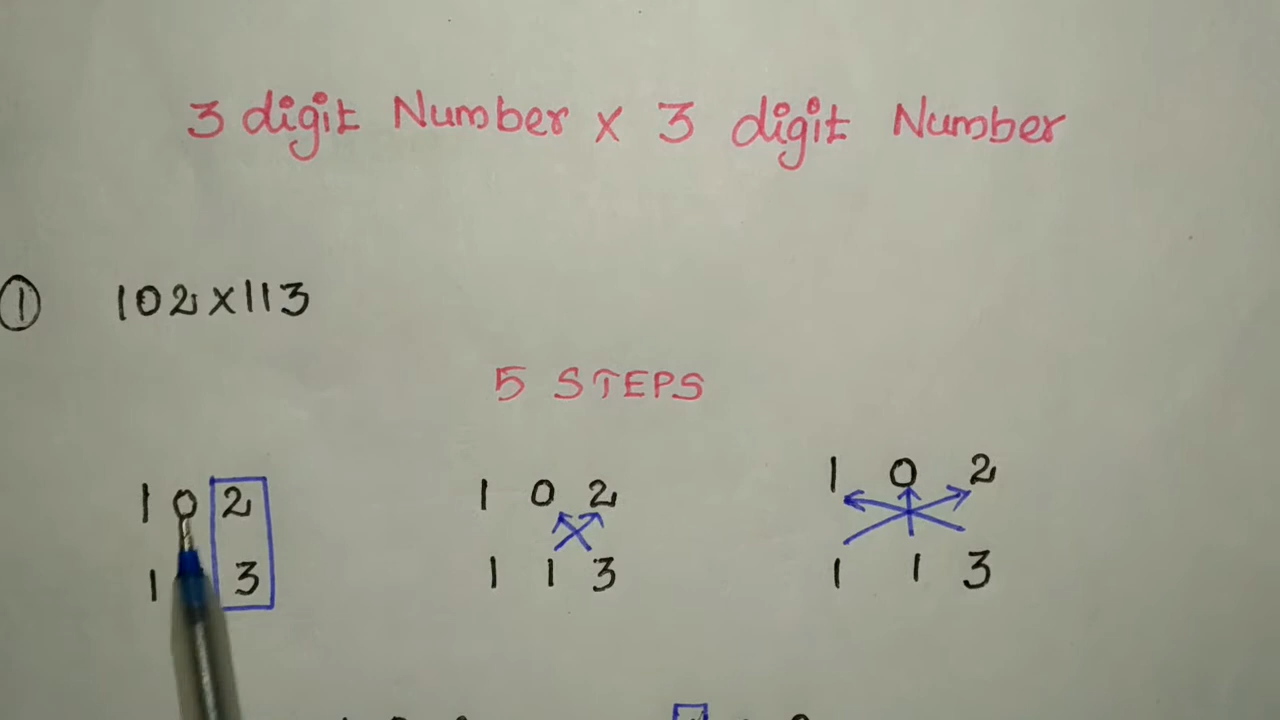 3 digit Number x 3 digit Number
① 102x113
5 STEPS
1 0 2 1 0 2 1 0 2
1 3 1 1 3 1 1 3